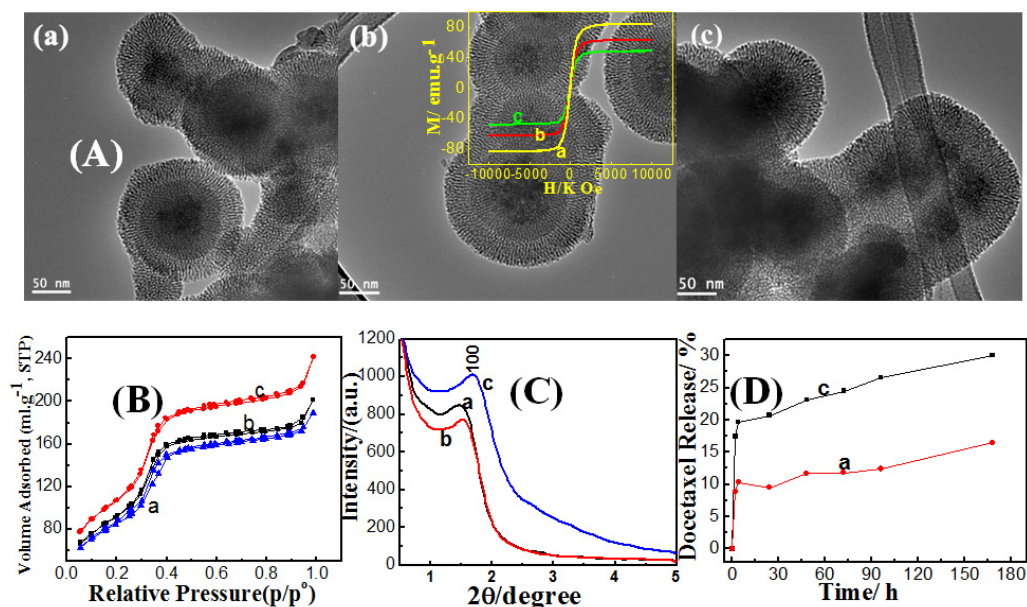 (a)
(b)
(c)
(A)
80
40
0
-40
-80
M/ emu.g-1
c
b
a
-10000 -5000 0 5000 10000
H/K Oe
50 nm
50 nm
50 nm
Volume Adsorbed (ml.g-1, STP)
240
200
160
120
80
(B)
c
b
a
0.0 0.2 0.4 0.6 0.8 1.0
Relative Pressure(p/po)
Intensity/(a.u.)
1200
1000
800
600
400
200
0
100
(C)
c
a
b
1 2 3 4 5
2θ/degree
Docetaxel Release/ %
30
25
20
15
10
5
0
(D)
c
a
0 30 60 90 120 150 180
Time/ h